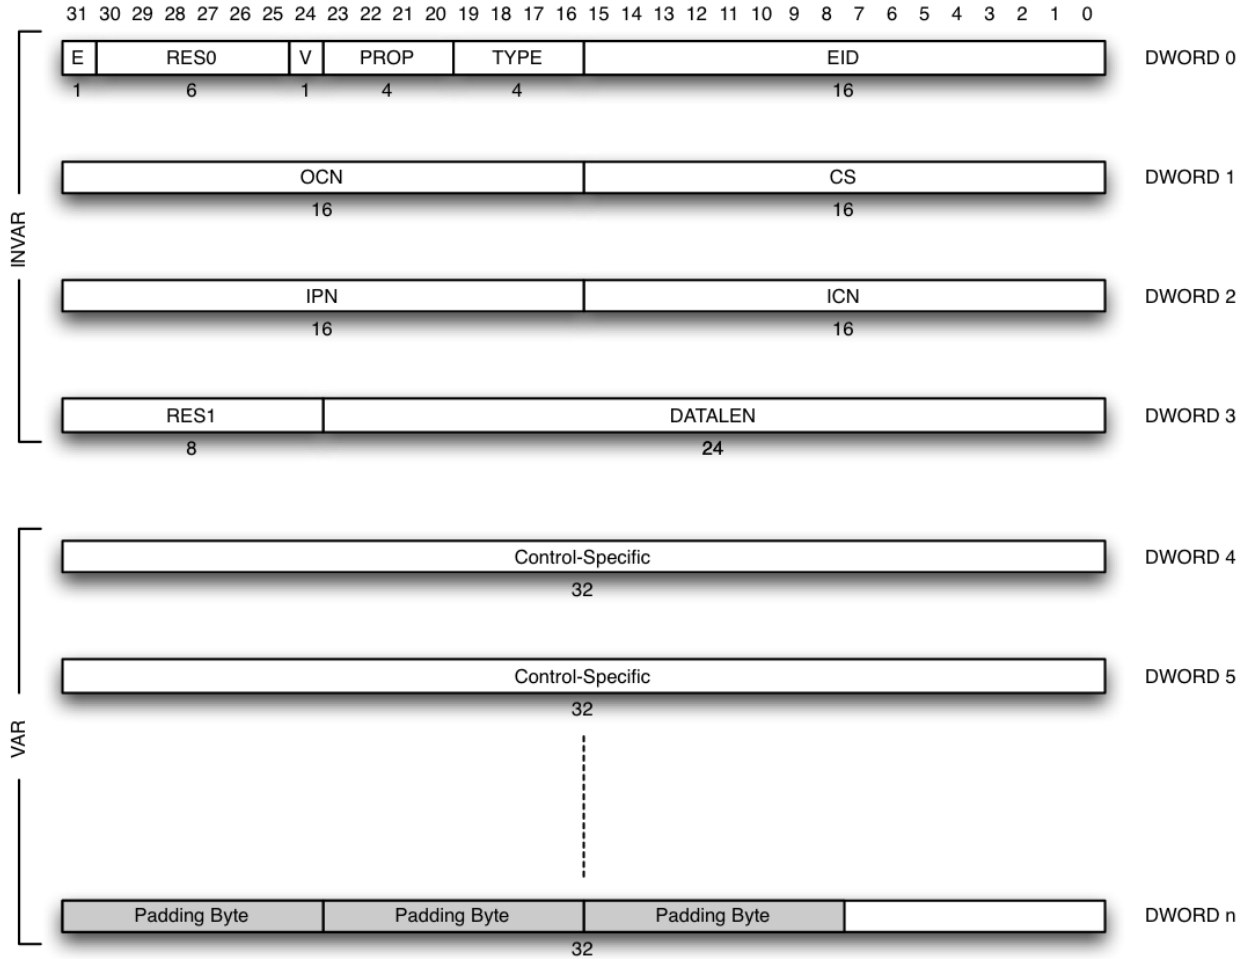 31 30 29 28 27 26 25 24 23 22 21 20 19 18 17 16 15 14 13 12 11 10 9 8 7 6 5 4 3 2 1 0
E RES0 V PROP TYPE EID DWORD 0
1 6 1 4 4 16
OCN CS DWORD 1
16 16
INVAR
IPN ICN DWORD 2
16 16
RES1 DATALEN DWORD 3
8 24
Control-Specific DWORD 4
32
Control-Specific DWORD 5
32
VAR
Padding Byte Padding Byte Padding Byte DWORD n
32